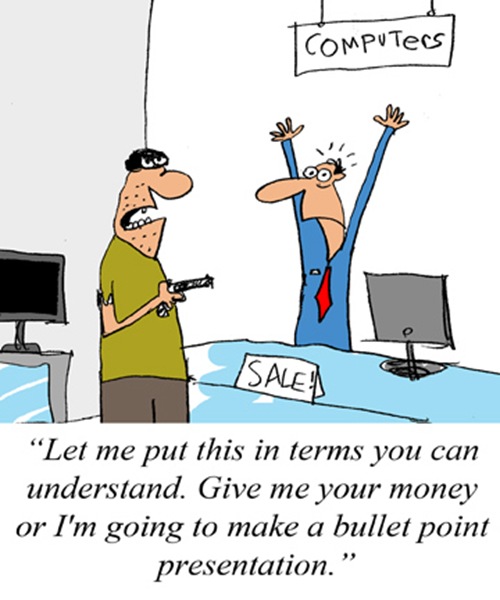 COMPUTers
SALE!
“Let me put this in terms you can
understand. Give me your money
or I'm going to make a bullet point
presentation.”